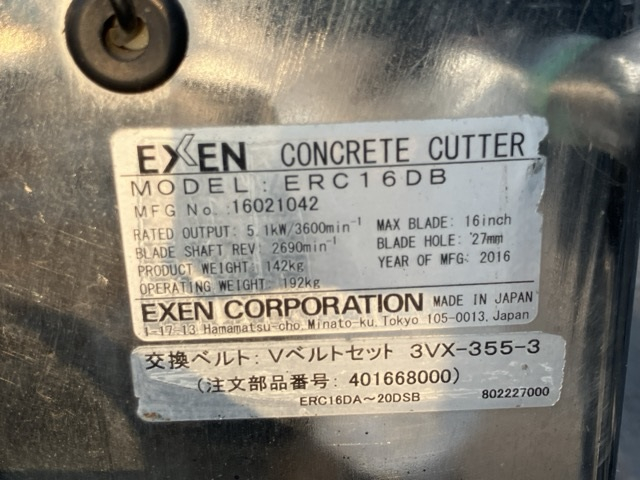 EXEN CONCRETE CUTTER
MODEL: ERC16DB
MFG No. 16021042
RATED OUTPUT: 5.1kW/3600min⁻¹ MAX BLADE: 16inch
BLADE SHAFT REV: 2690min⁻¹ BLADE HOLE: 27mm
PRODUCT WEIGHT: 142kg YEAR OF MFG: 2016
OPERATING WEIGHT: 192kg
EXEN CORPORATION MADE IN JAPAN
1-17-13, Hamamatsu-cho, Minato-ku, Tokyo 105-0013, Japan
交換ベルト: Vベルトセット 3VX-355-3
(注文部品番号: 401668000)
ERC16DA～20DSB 802227000